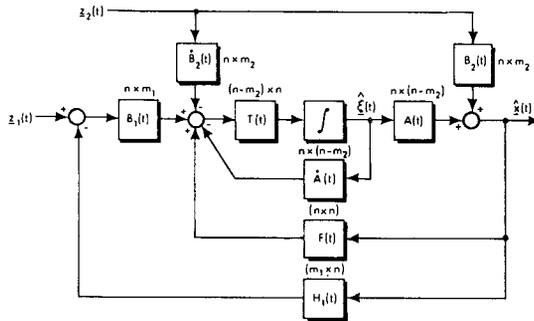 z₂(t)
Ḃ₂(t) n×m₂
B₂(t) n×m₂
n×m₁
(n-m₂)×n
ξ̂(t)
n×(n-m₂)
z₁(t) + - B₁(t) + - - + T(t) ∫ A(t) + + x̂(t)
n×(n-m₂)
Ȧ(t)
(n×n)
F(t)
(m₁×n)
H₁(t)